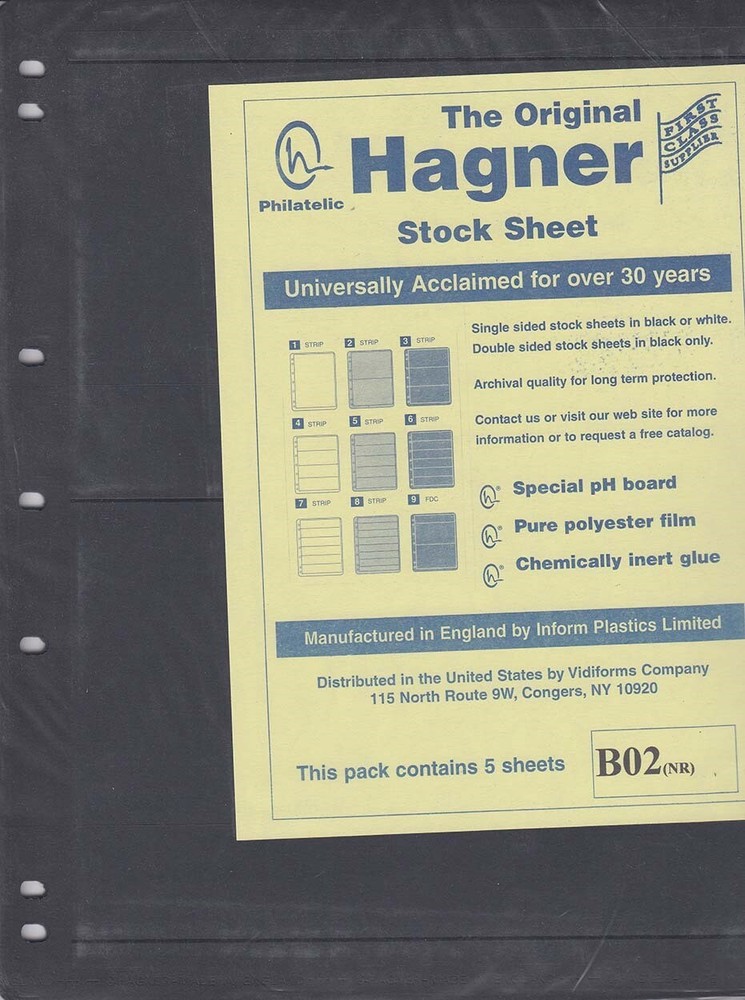 The Original
Hagner
Philatelic
FIRST
CLASS
SUPPLIER
Stock Sheet
Universally Acclaimed for over 30 years
Single sided stock sheets in black or white.
Double sided stock sheets in black only.
Archival quality for long term protection.
Contact us or visit our web site for more
information or to request a free catalog.
1 STRIP 2 STRIP 3 STRIP
4 STRIP 5 STRIP 6 STRIP
7 STRIP 8 STRIP 9 FDC
h® Special pH board
h® Pure polyester film
h® Chemically inert glue
Manufactured in England by Inform Plastics Limited
Distributed in the United States by Vidiforms Company
115 North Route 9W, Congers, NY 10920
This pack contains 5 sheets
B02(NR)